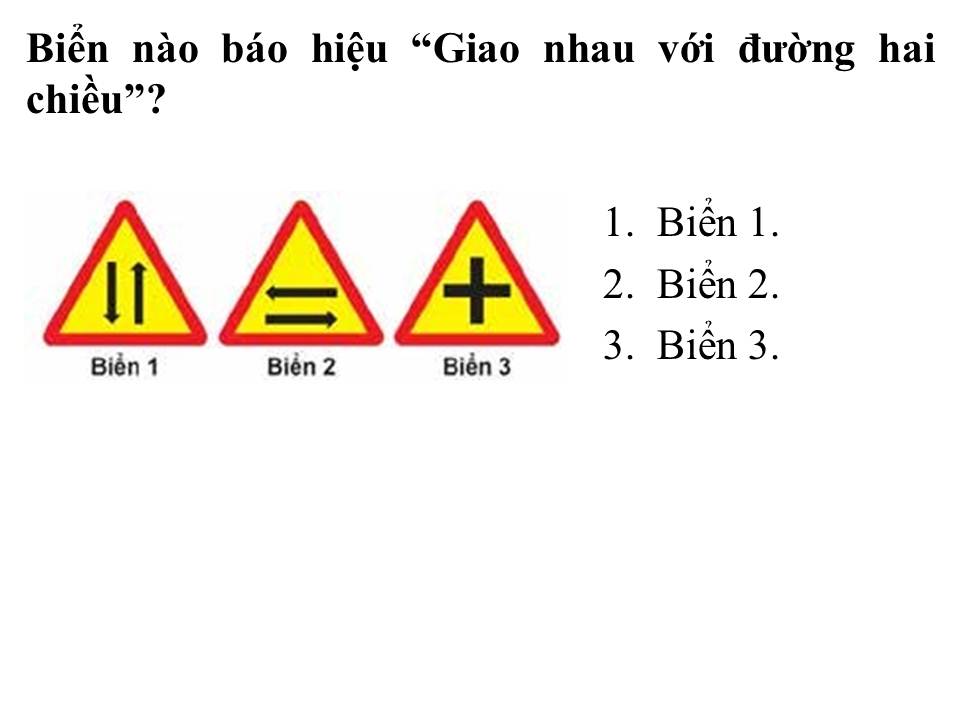 Biển nào báo hiệu “Giao nhau với đường hai
chiều”?
1. Biển 1.
2. Biển 2.
3. Biển 3.
Biển 1
Biển 2
Biển 3